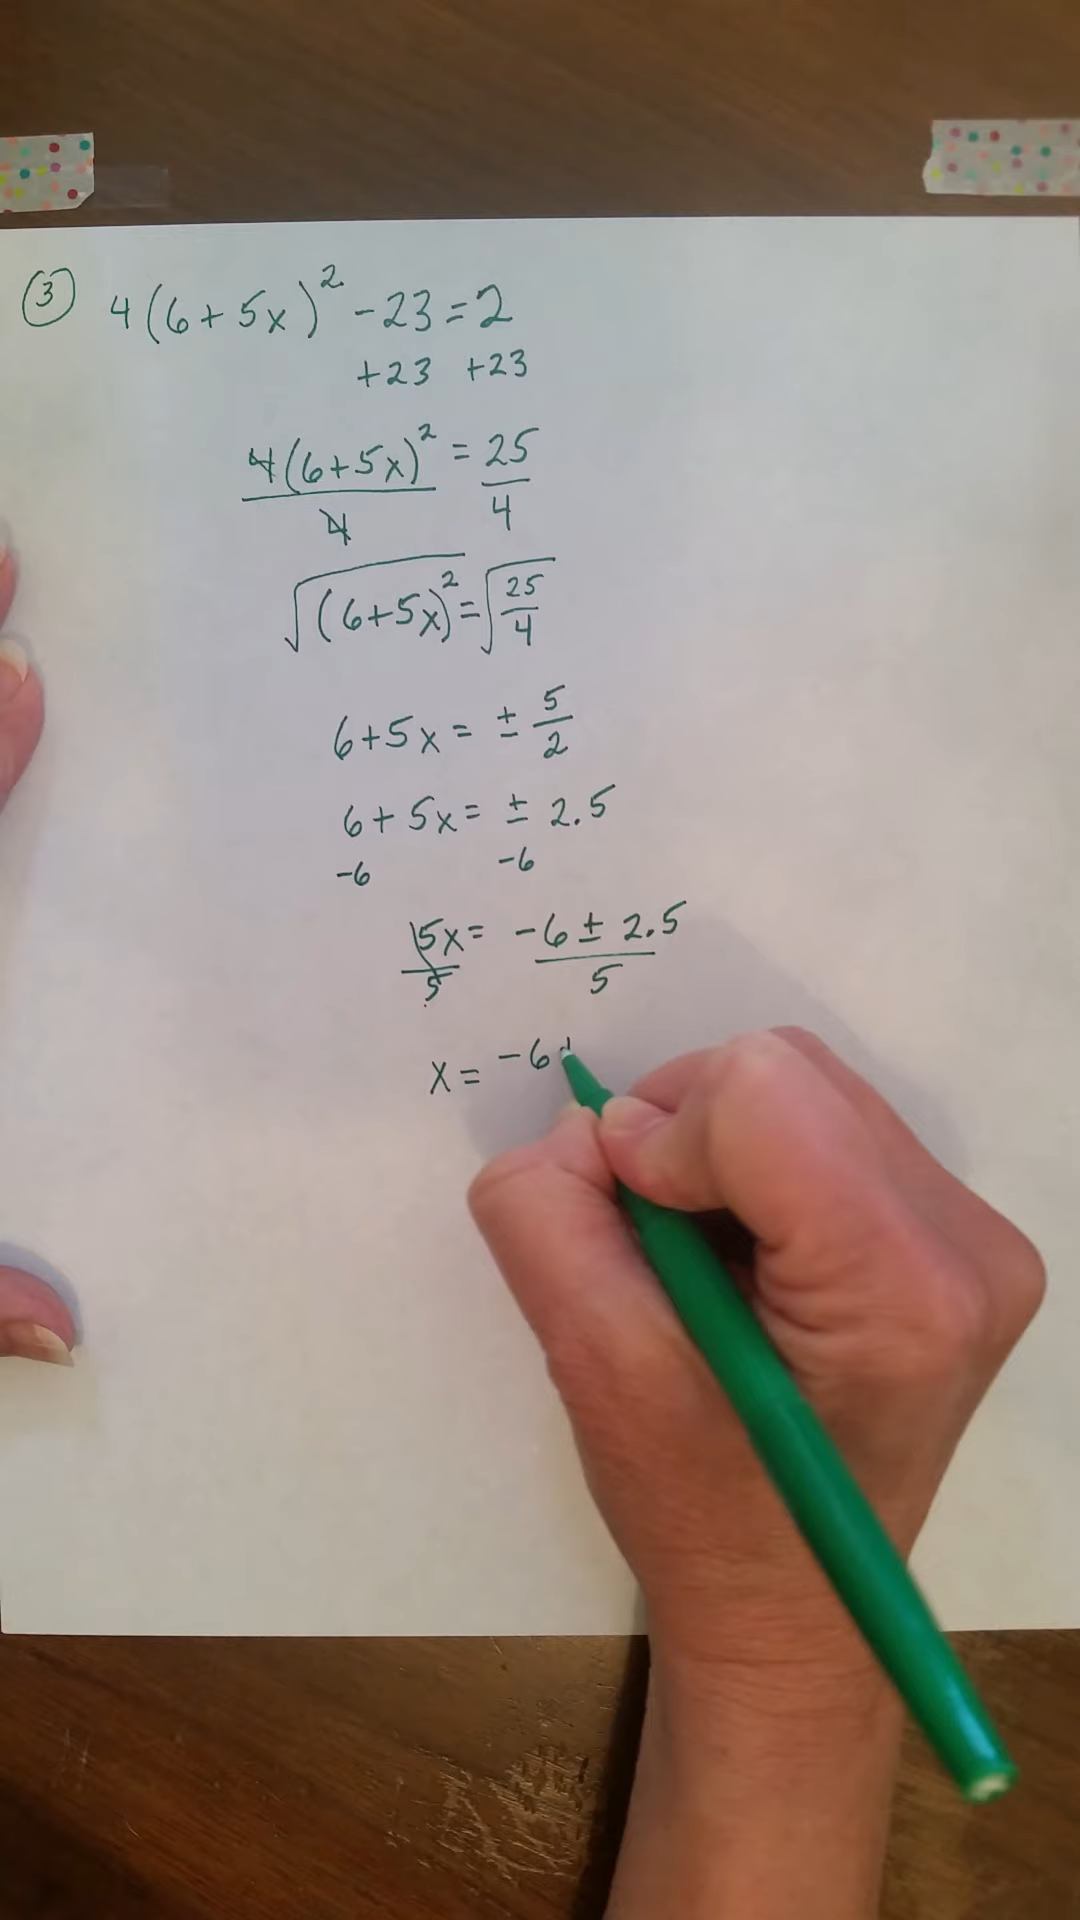 ③ 4(6+5x)² -23=2
+23 +23
4(6+5x)² = 25
4 4
√(6+5x)² = √25/4
6+5x = ± 5/2
6+5x = ± 2.5
-6 -6
5x = -6 ± 2.5
5 5
x = -6